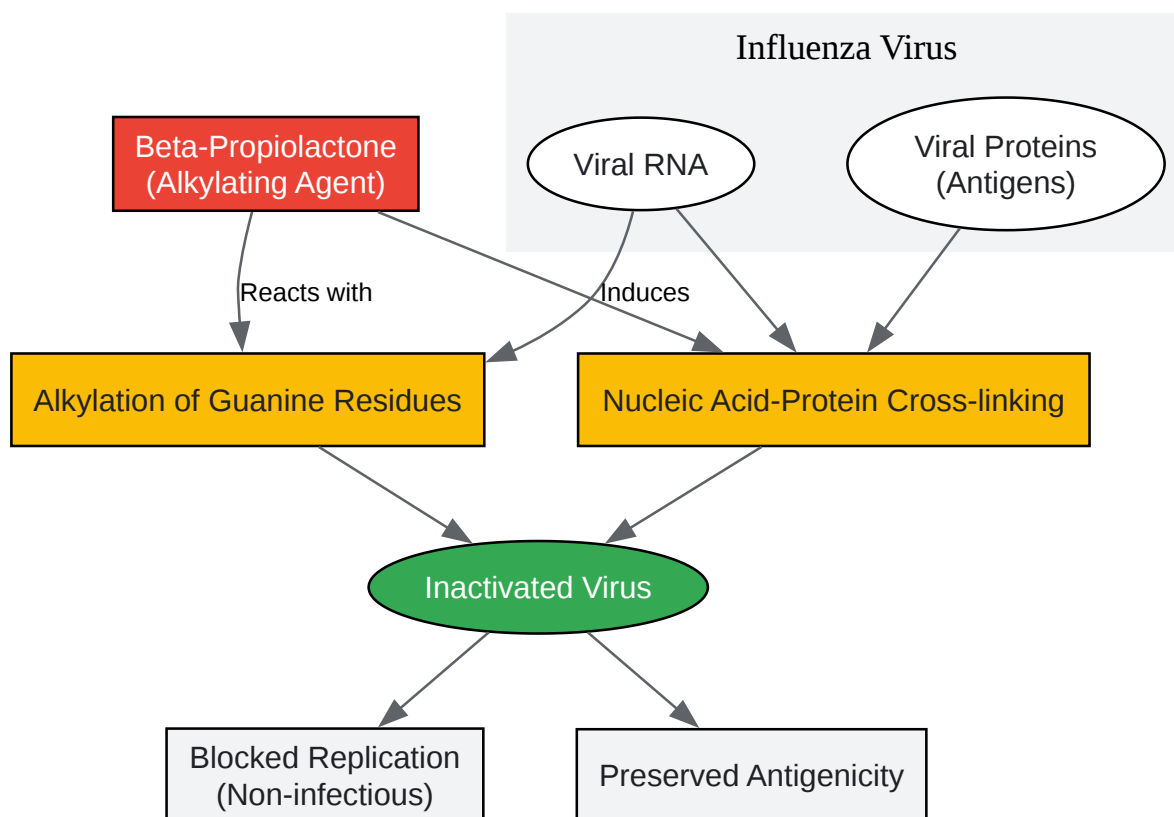 Influenza Virus
Beta-Propiolactone
(Alkylating Agent)
Viral RNA
Viral Proteins
(Antigens)
Reacts with
Induces
Alkylation of Guanine Residues
Nucleic Acid-Protein Cross-linking
Inactivated Virus
Blocked Replication
(Non-infectious)
Preserved Antigenicity